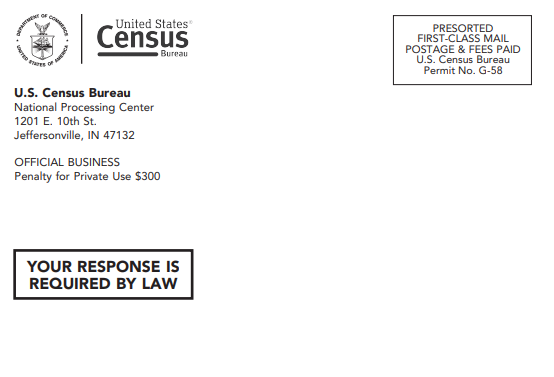 DEPARTMENT OF COMMERCE
UNITED STATES OF AMERICA
United States®
Census
Bureau
PRESORTED
FIRST-CLASS MAIL
POSTAGE & FEES PAID
U.S. Census Bureau
Permit No. G-58
U.S. Census Bureau
National Processing Center
1201 E. 10th St.
Jeffersonville, IN 47132
OFFICIAL BUSINESS
Penalty for Private Use $300
YOUR RESPONSE IS
REQUIRED BY LAW